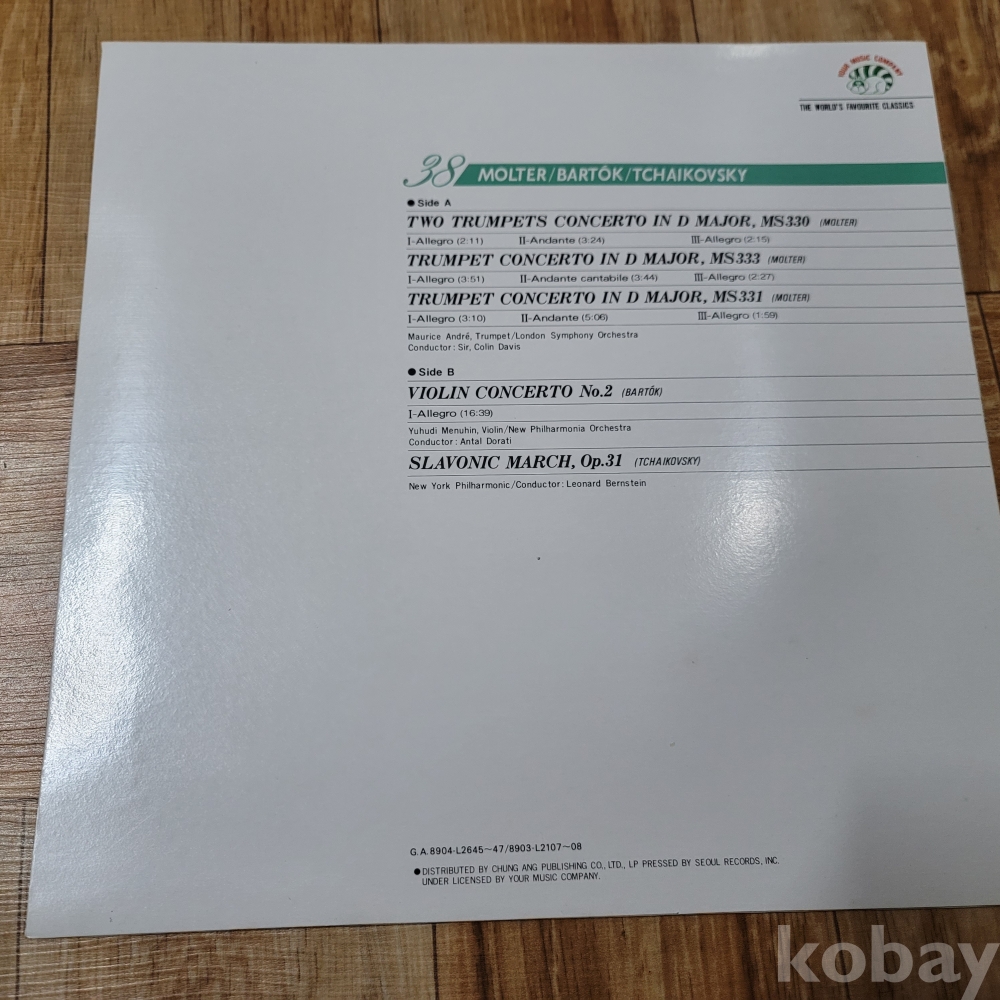 YOUR MUSIC COMPANY
THE WORLD'S FAVOURITE CLASSICS
38 MOLTER/BARTÓK/TCHAIKOVSKY
●Side A
TWO TRUMPETS CONCERTO IN D MAJOR, MS330 (MOLTER)
I-Allegro (2:11) II-Andante (3:24) III-Allegro (2:15)
TRUMPET CONCERTO IN D MAJOR, MS333 (MOLTER)
I-Allegro (3:51) II-Andante cantabile (3:44) III-Allegro (2:27)
TRUMPET CONCERTO IN D MAJOR, MS331 (MOLTER)
I-Allegro (3:10) II-Andante (5:06) III-Allegro (1:59)
Maurice André, Trumpet/London Symphony Orchestra
Conductor: Sir, Colin Davis
●Side B
VIOLIN CONCERTO No.2 (BARTÓK)
I-Allegro (16:39)
Yuhudi Menuhin, Violin/New Philharmonia Orchestra
Conductor: Antal Dorati
SLAVONIC MARCH, Op.31 (TCHAIKOVSKY)
New York Philharmonic/Conductor: Leonard Bernstein
G.A.8904-L2645~47/8903-L2107~08
●DISTRIBUTED BY CHUNG ANG PUBLISHING CO., LTD., LP PRESSED BY SEOUL RECORDS, INC.
UNDER LICENSED BY YOUR MUSIC COMPANY.
kobay